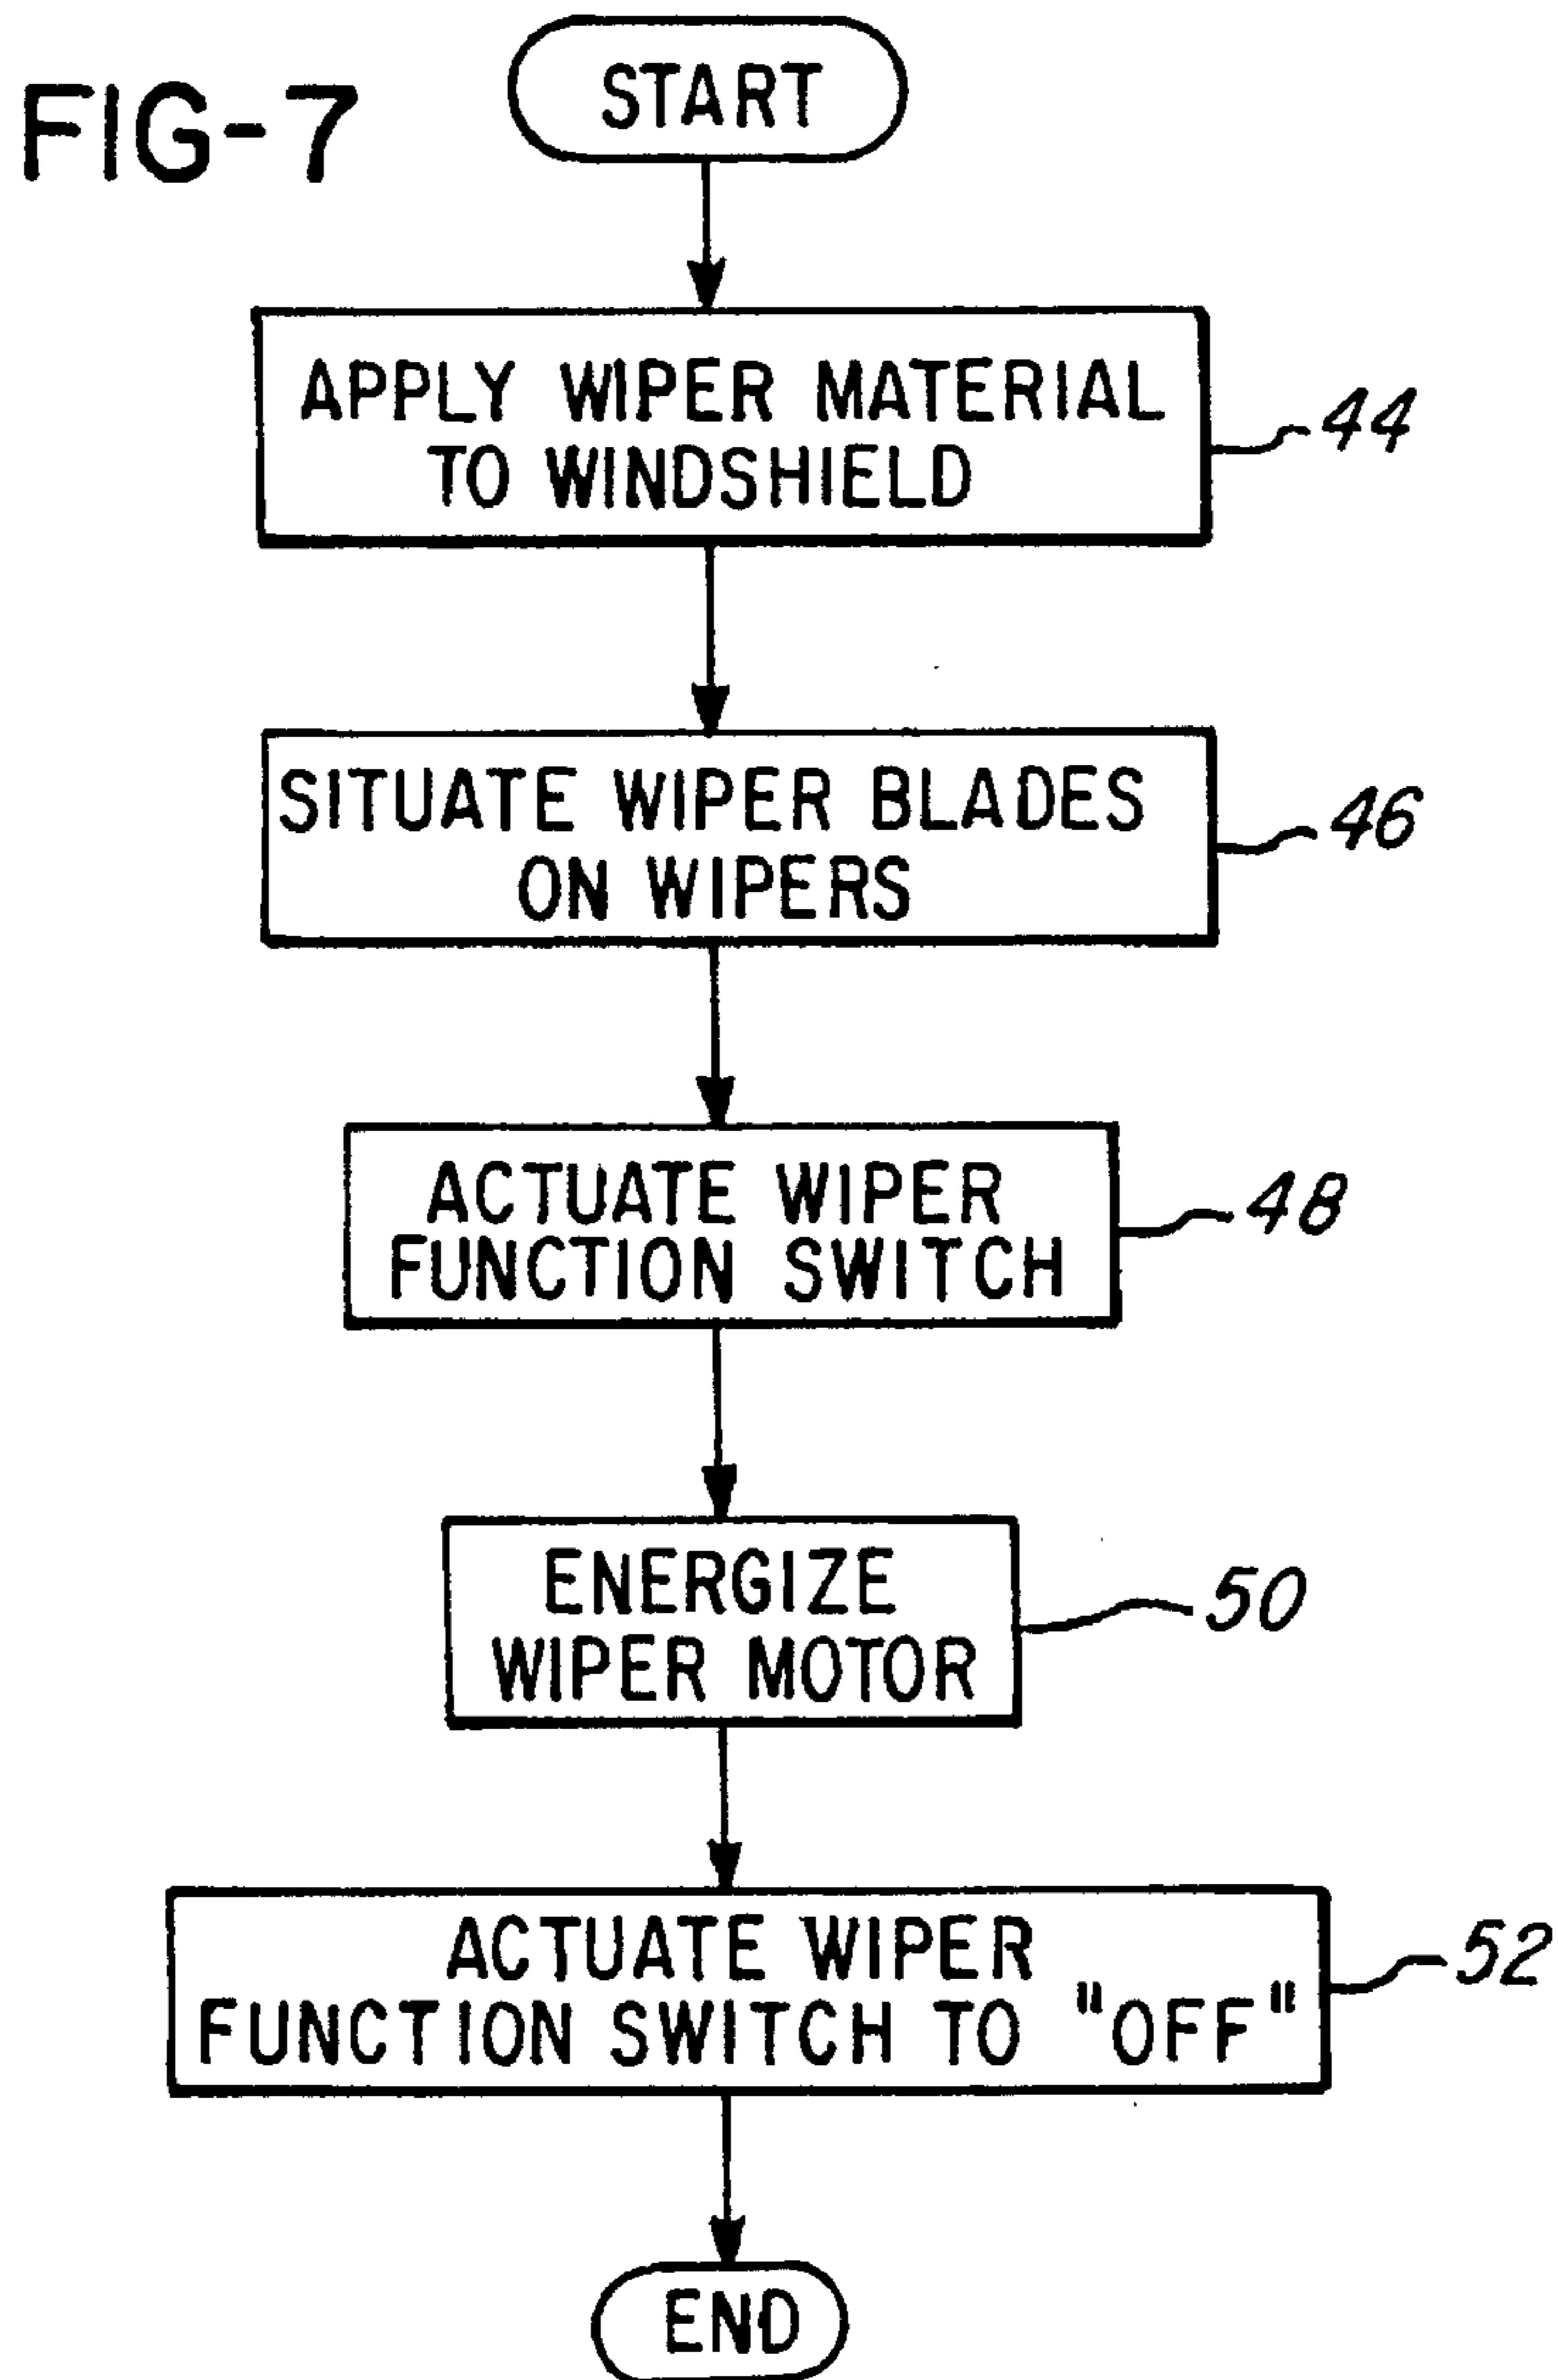 FIG-7
START
APPLY WIPER MATERIAL
TO WINDSHIELD
44
SITUATE WIPER BLADES
ON WIPERS
46
ACTUATE WIPER
FUNCTION SWITCH
48
ENERGIZE
WIPER MOTOR
50
ACTUATE WIPER
FUNCTION SWITCH TO "OFF"
52
END